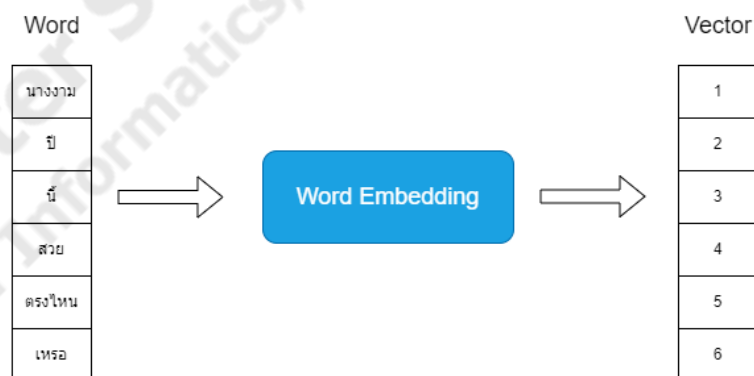 Word
Vector
นางงาม
1
ปี
2
นี้
3
Word Embedding
สวย
4
ตรงไหน
5
เหรอ
6
Informatics,